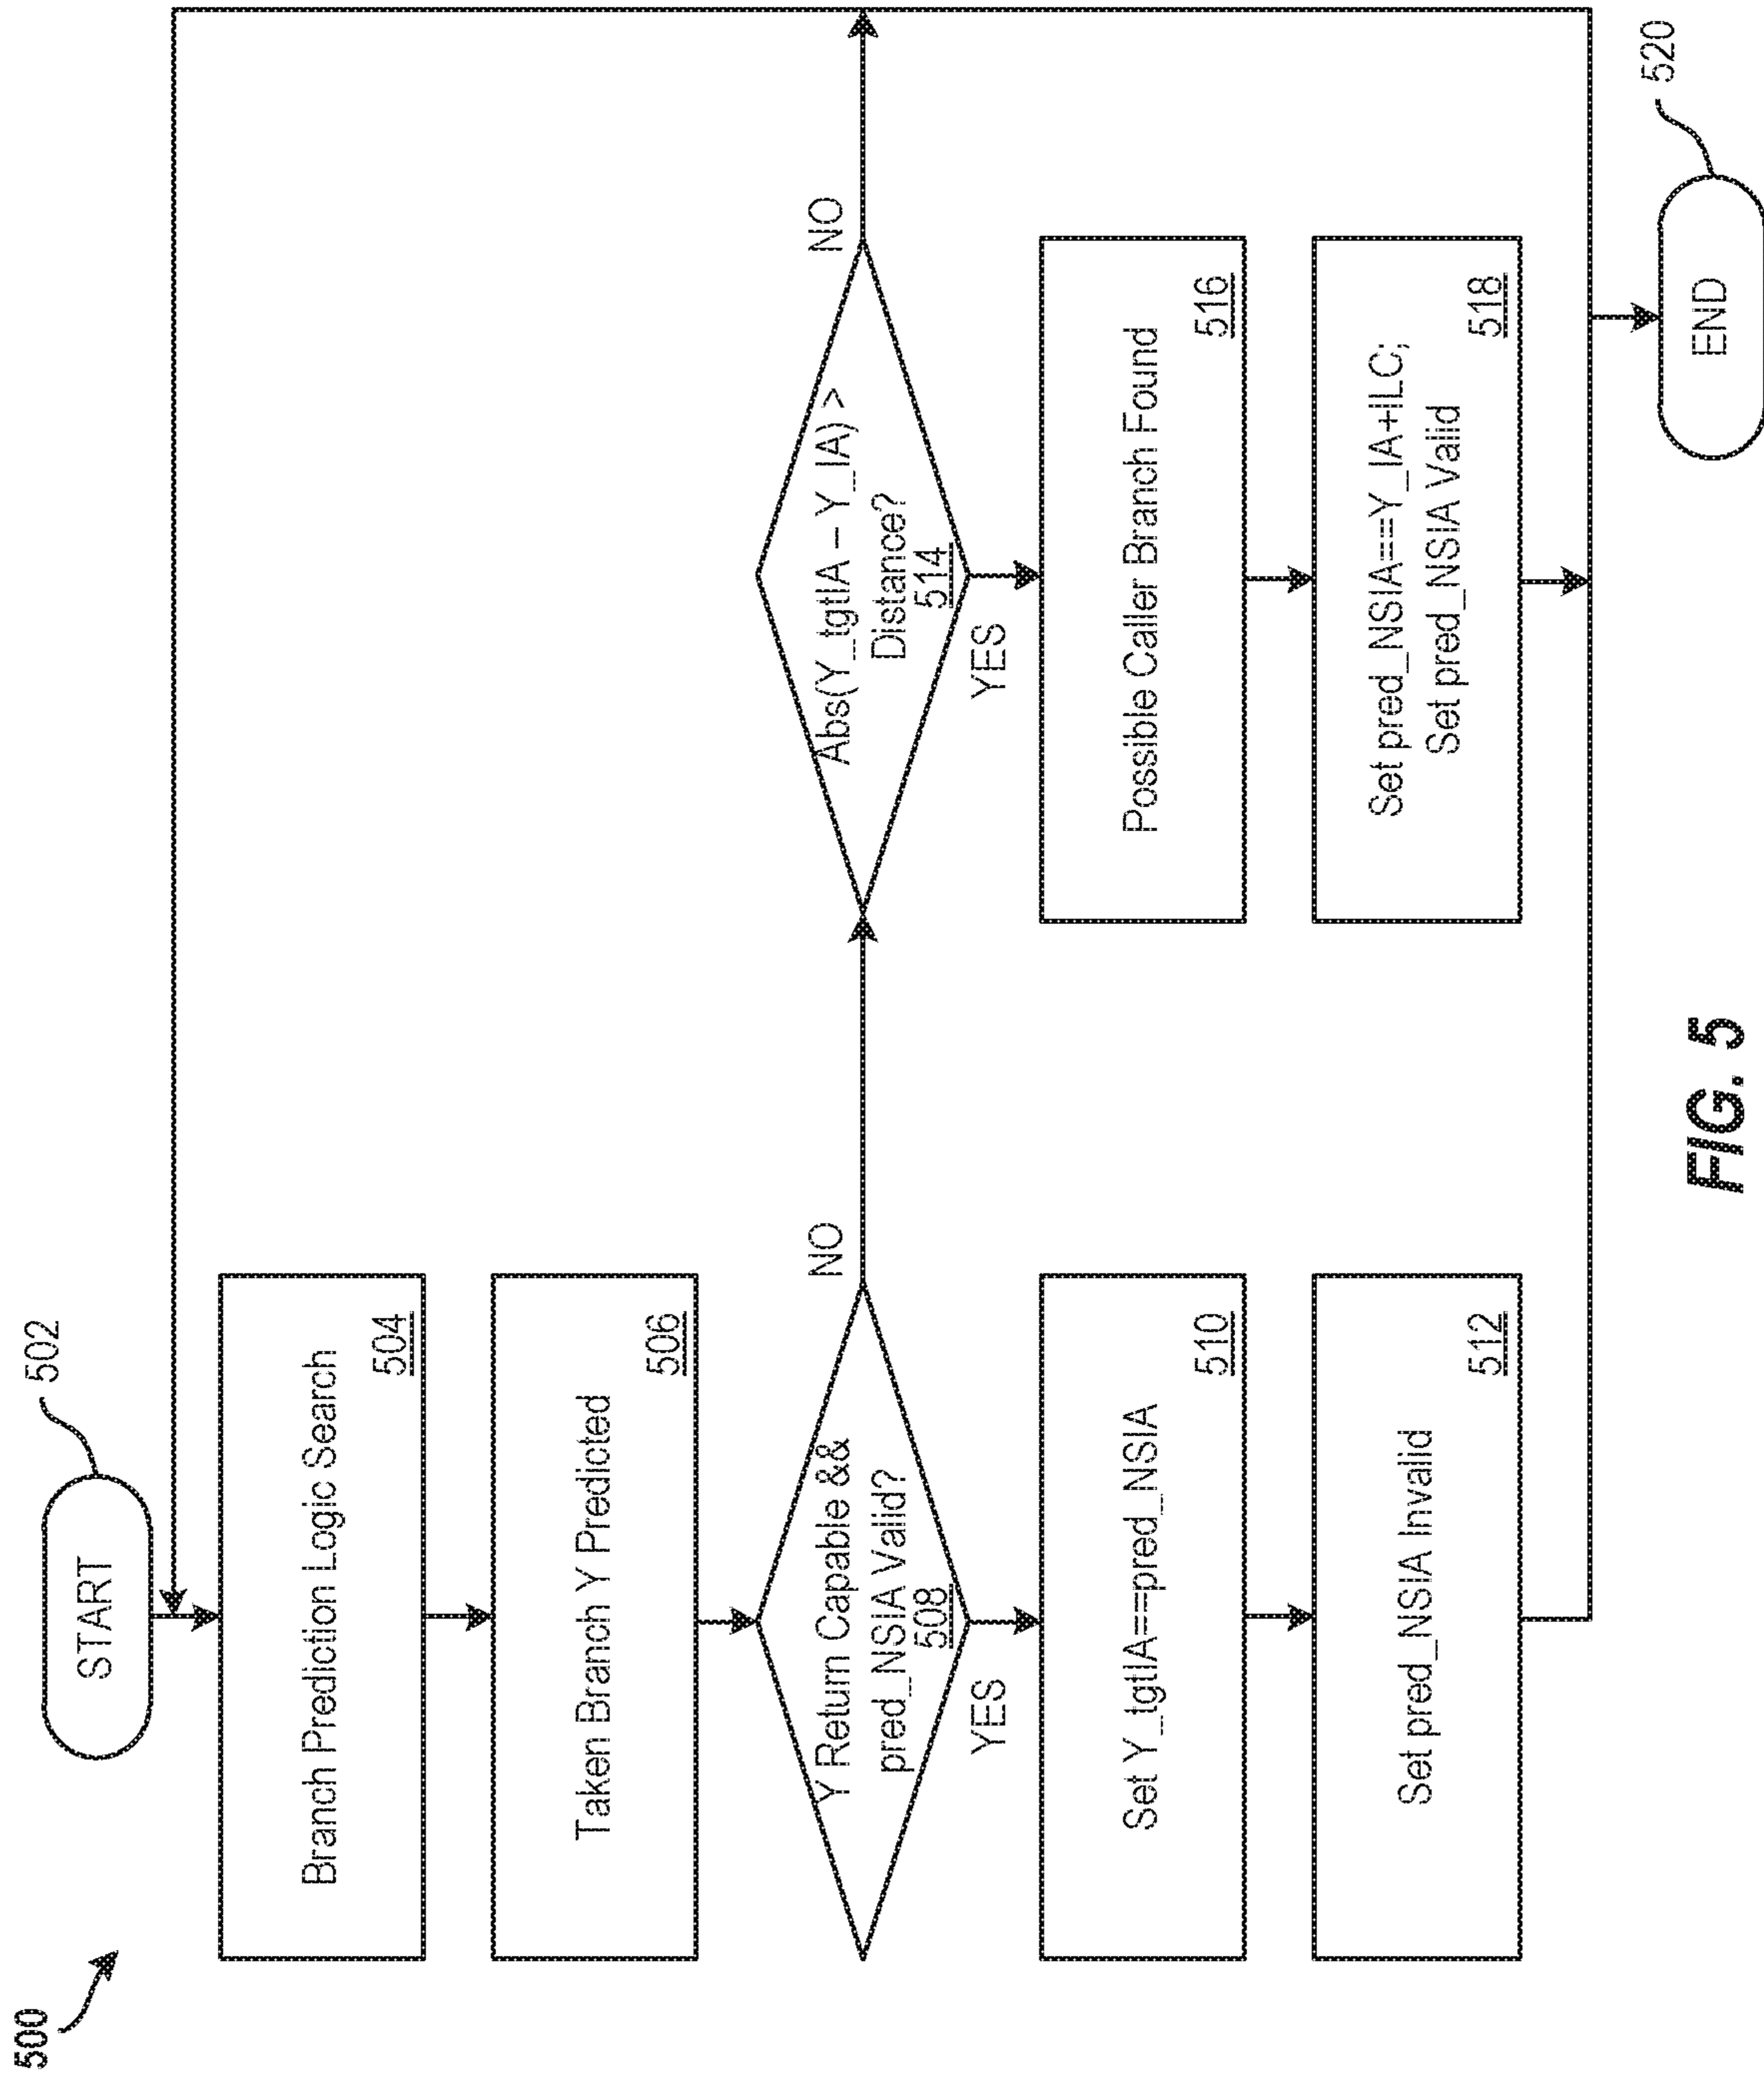 500
START
502
Branch Prediction Logic Search
504
Taken Branch Y Predicted
506
Y Return Capable &&
pred_NSIA Valid?
508
NO
YES
Set Y_tgtIA==pred_NSIA
510
Set pred_NSIA Invalid
512
Abs(Y_tgtIA – Y_IA) >
Distance?
514
NO
YES
Possible Caller Branch Found
516
Set pred_NSIA==Y_IA+ILC;
Set pred_NSIA Valid
518
END
520
FIG. 5